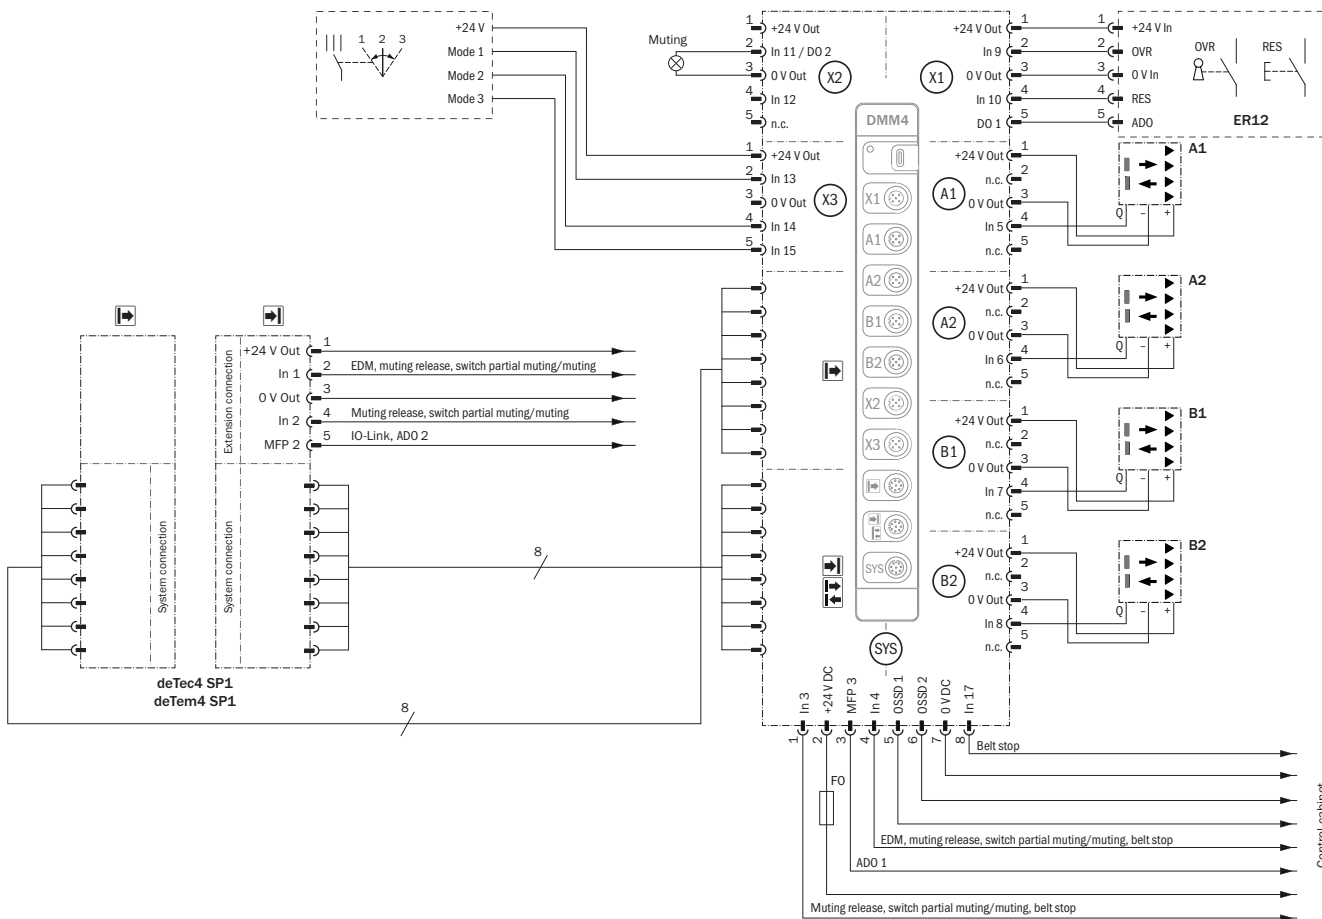 +24 V
Mode 1
Mode 2
Mode 3
1 2 3
Muting
1 +24 V Out
2 In 11 / DO 2
3 0 V Out
4 In 12
5 n.c.
X2
1 +24 V Out
2 In 13
3 0 V Out
4 In 14
5 In 15
X3
DMM4
X1
A1
A2
B1
B2
X2
X3
SYS
SYS
X1
+24 V Out 1
In 9 2
0 V Out 3
In 10 4
DO 1 5
1 +24 V In
2 OVR
3 0 V In
4 RES
5 ADO
OVR
RES
ER12
A1
+24 V Out 1
n.c. 2
0 V Out 3
In 5 4
n.c. 5
A1
Q – +
A2
+24 V Out 1
n.c. 2
0 V Out 3
In 6 4
n.c. 5
A2
Q – +
B1
+24 V Out 1
n.c. 2
0 V Out 3
In 7 4
n.c. 5
B1
Q – +
B2
+24 V Out 1
n.c. 2
0 V Out 3
In 8 4
n.c. 5
B2
Q – +
Extension connection
+24 V Out 1
In 1 2 EDM, muting release, switch partial muting/muting
0 V Out 3
In 2 4 Muting release, switch partial muting/muting
MFP 2 5 IO-Link, ADO 2
System connection
System connection
8
deTec4 SP1
deTem4 SP1
8
In 3
+24 V DC
MFP 3
In 4
OSSD 1
OSSD 2
0 V DC
In 17
1 2 3 4 5 6 7 8
Belt stop
F0
EDM, muting release, switch partial muting/muting, belt stop
ADO 1
Muting release, switch partial muting/muting, belt stop
Control cabinet